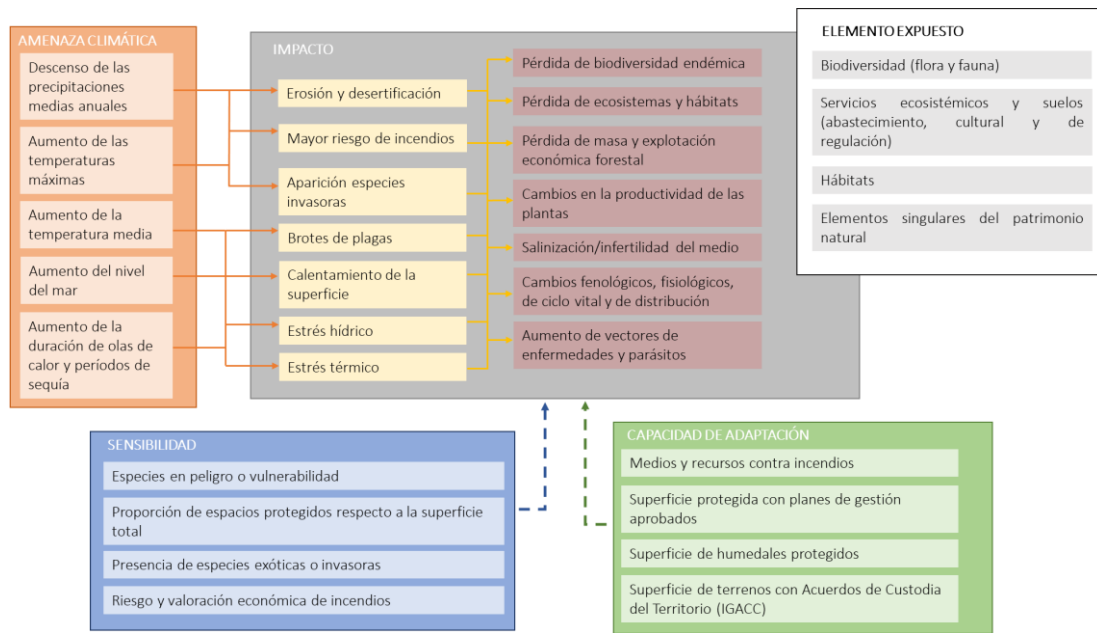 AMENAZA CLIMÁTICA
Descenso de las
precipitaciones
medias anuales
Aumento de las
temperaturas
máximas
Aumento de la
temperatura media
Aumento del nivel
del mar
Aumento de la
duración de olas de
calor y períodos de
sequía
IMPACTO
Erosión y desertificación
Mayor riesgo de incendios
Aparición especies
invasoras
Brotes de plagas
Calentamiento de la
superficie
Estrés hídrico
Estrés térmico
Pérdida de biodiversidad endémica
Pérdida de ecosistemas y hábitats
Pérdida de masa y explotación
económica forestal
Cambios en la productividad de las
plantas
Salinización/infertilidad del medio
Cambios fenológicos, fisiológicos,
de ciclo vital y de distribución
Aumento de vectores de
enfermedades y parásitos
ELEMENTO EXPUESTO
Biodiversidad (flora y fauna)
Servicios ecosistémicos y suelos
(abastecimiento, cultural y de
regulación)
Hábitats
Elementos singulares del patrimonio
natural
SENSIBILIDAD
Especies en peligro o vulnerabilidad
Proporción de espacios protegidos respecto a la superficie
total
Presencia de especies exóticas o invasoras
Riesgo y valoración económica de incendios
CAPACIDAD DE ADAPTACIÓN
Medios y recursos contra incendios
Superficie protegida con planes de gestión
aprobados
Superficie de humedales protegidos
Superficie de terrenos con Acuerdos de Custodia
del Territorio (IGACC)